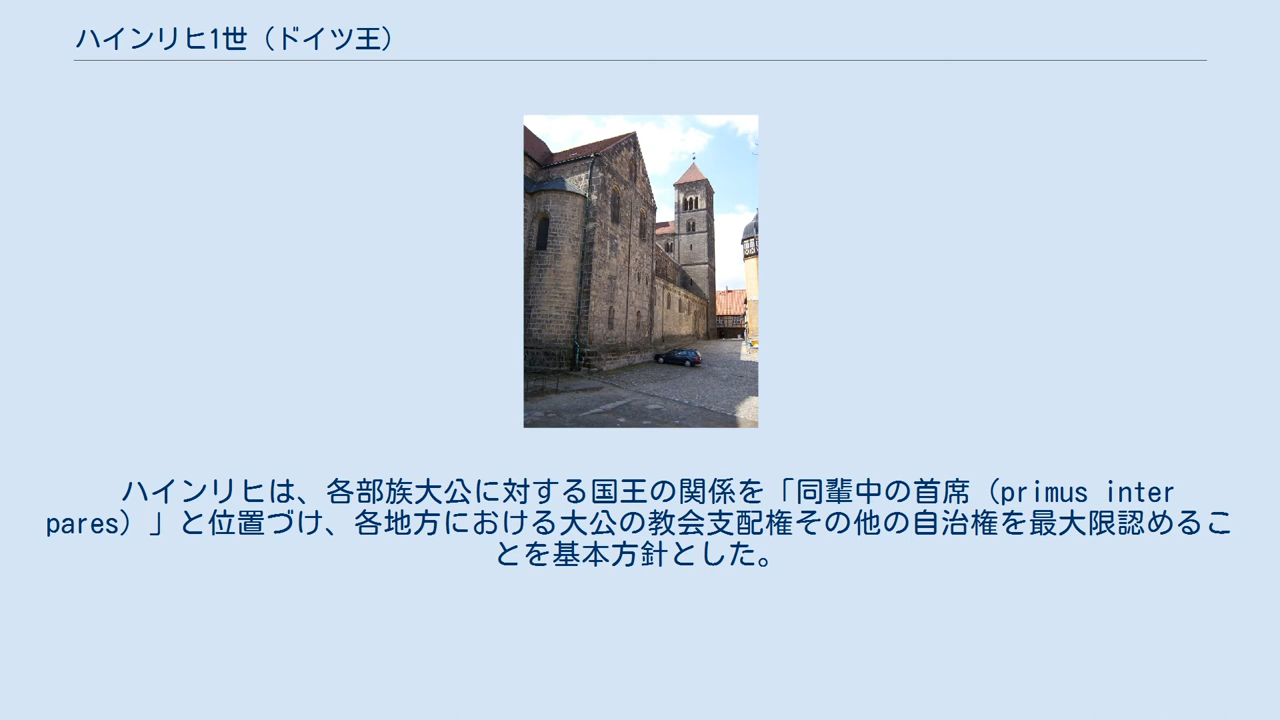 ハインリヒ1世（ドイツ王）
ハインリヒは、各部族大公に対する国王の関係を「同輩中の首席（primus inter
pares）」と位置づけ、各地方における大公の教会支配権その他の自治権を最大限認めるこ
とを基本方針とした。